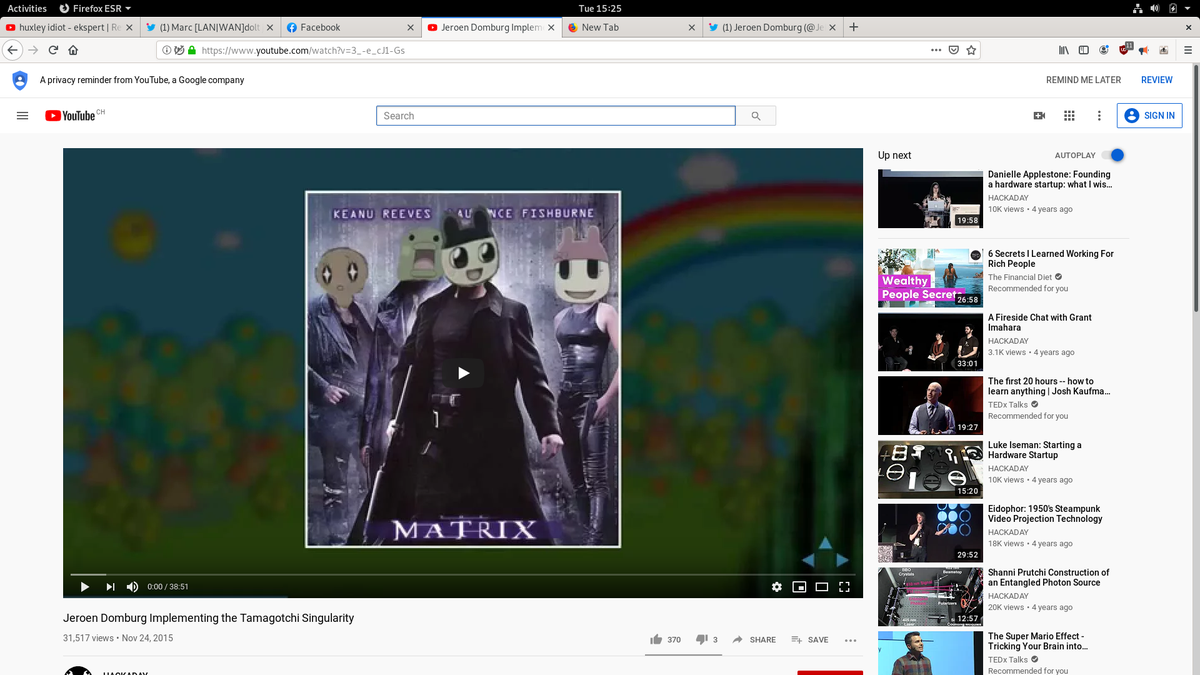 Activities
Firefox ESR
Tue 15:25
huxley idiot - ekspert | Re
(1) Marc [LAN|WAN]dolt
Facebook
Jeroen Domburg Implem
New Tab
(1) Jeroen Domburg (@Je
https://www.youtube.com/watch?v=3_-e_cJ1-Gs
11
A privacy reminder from YouTube, a Google company
REMIND ME LATER
REVIEW
YouTube CH
Search
SIGN IN
KEANU REEVES LAURENCE FISHBURNE
THE
MATRIX
0:00 / 38:51
Jeroen Domburg Implementing the Tamagotchi Singularity
31,517 views • Nov 24, 2015
370
3
SHARE
SAVE
HACKADAY
Up next
AUTOPLAY
Danielle Applestone: Founding
a hardware startup: what I wis...
HACKADAY
10K views • 4 years ago
19:58
6 Secrets I Learned Working For
Rich People
The Financial Diet
Recommended for you
Wealthy
People Secrets
26:58
A Fireside Chat with Grant
Imahara
HACKADAY
3.1K views • 4 years ago
33:01
The first 20 hours -- how to
learn anything | Josh Kaufma...
TEDx Talks
Recommended for you
19:27
Luke Iseman: Starting a
Hardware Startup
HACKADAY
10K views • 4 years ago
15:20
Eidophor: 1950's Steampunk
Video Projection Technology
HACKADAY
18K views • 4 years ago
29:52
Shanni Prutchi Construction of
an Entangled Photon Source
HACKADAY
20K views • 4 years ago
12:57
The Super Mario Effect -
Tricking Your Brain into...
TEDx Talks
Recommended for you